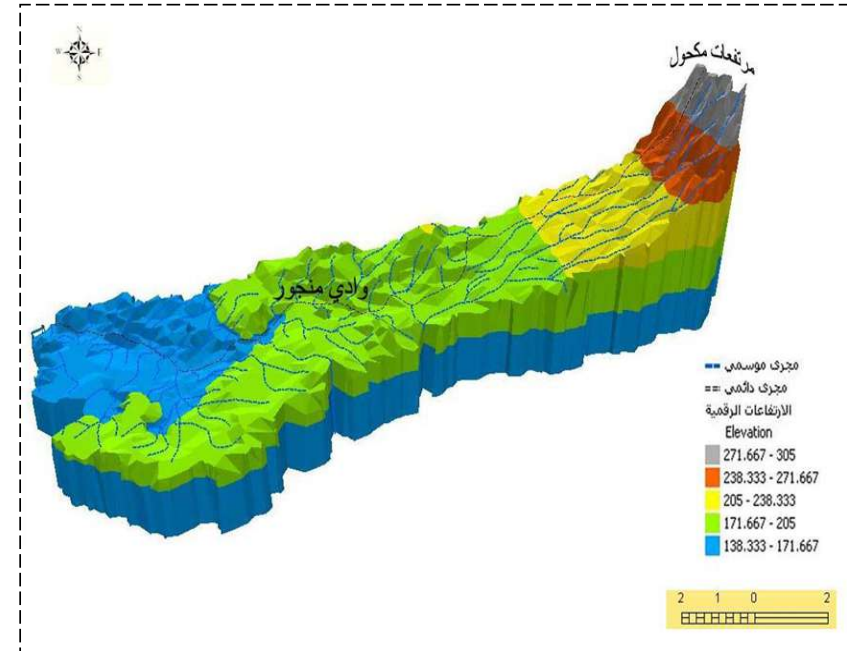 N
W E
S
مرتفعات مكحول
وادي منجور
مجرى موسمي
مجرى دائمي
الارتفاعات الرقمية
Elevation
271.667 - 305
238.333 - 271.667
205 - 238.333
171.667 - 205
138.333 - 171.667
2 1 0 2